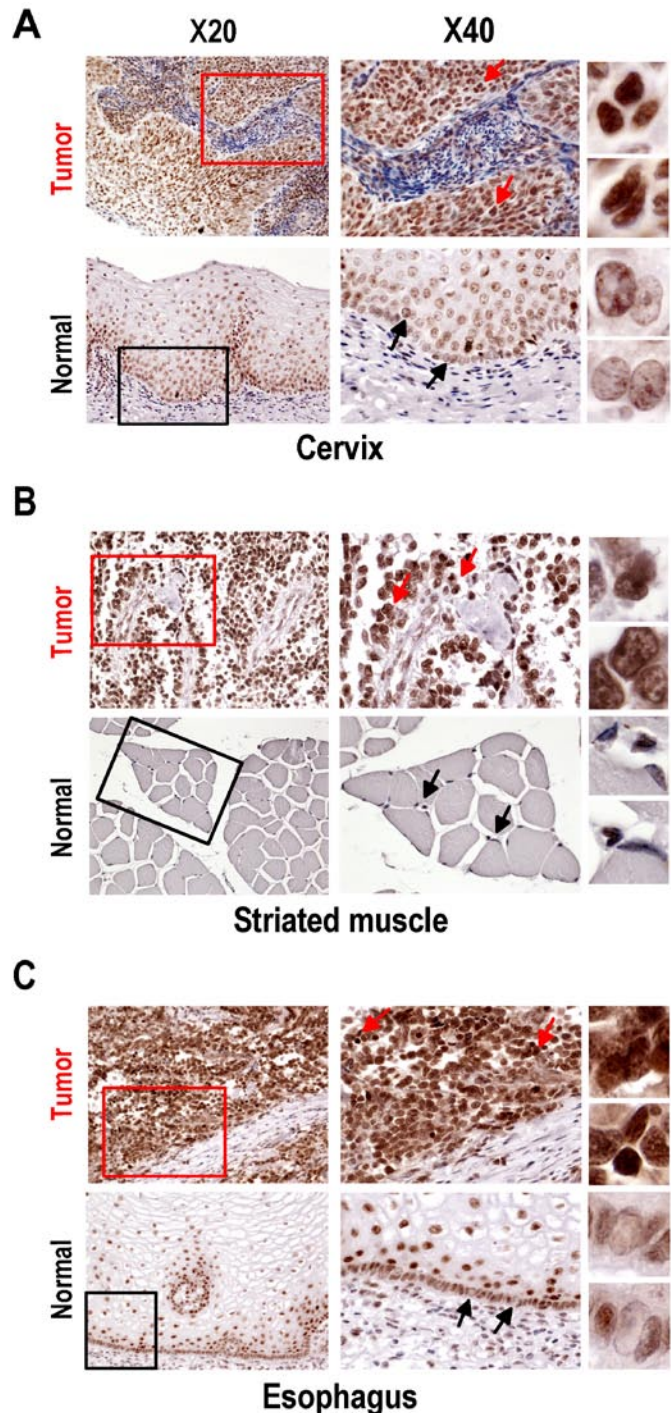 A
X20 X40
Tumor
Normal
Cervix
B
Tumor
Normal
Striated muscle
C
Tumor
Normal
Esophagus